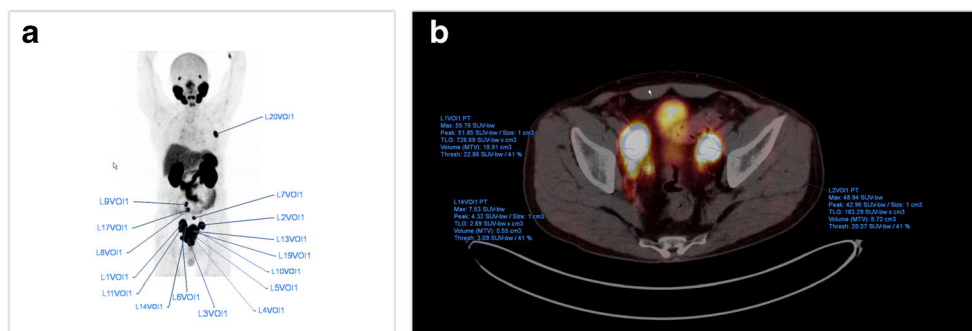 a
L20VOI1
L9VOI1
L7VOI1
L17VOI1
L2VOI1
L8VOI1
L13VOI1
L19VOI1
L1VOI1
L10VOI1
L11VOI1
L5VOI1
L14VOI1
L6VOI1
L4VOI1
L3VOI1
b
L1VOI1 PT
Max: 55.76 SUV-bw
Peak: 51.85 SUV-bw / Size: 1 cm3
TLG: 728.69 SUV-bw x cm3
Volume (MTV): 18.91 cm3
Thresh: 22.86 SUV-bw / 41 %
L14VOI1 PT
Max: 7.53 SUV-bw
Peak: 4.32 SUV-bw / Size: 1 cm3
TLG: 2.89 SUV-bw x cm3
Volume (MTV): 0.55 cm3
Thresh: 3.09 SUV-bw / 41 %
L2VOI1 PT
Max: 48.94 SUV-bw
Peak: 42.96 SUV-bw / Size: 1 cm3
TLG: 183.29 SUV-bw x cm3
Volume (MTV): 5.72 cm3
Thresh: 20.07 SUV-bw / 41 %